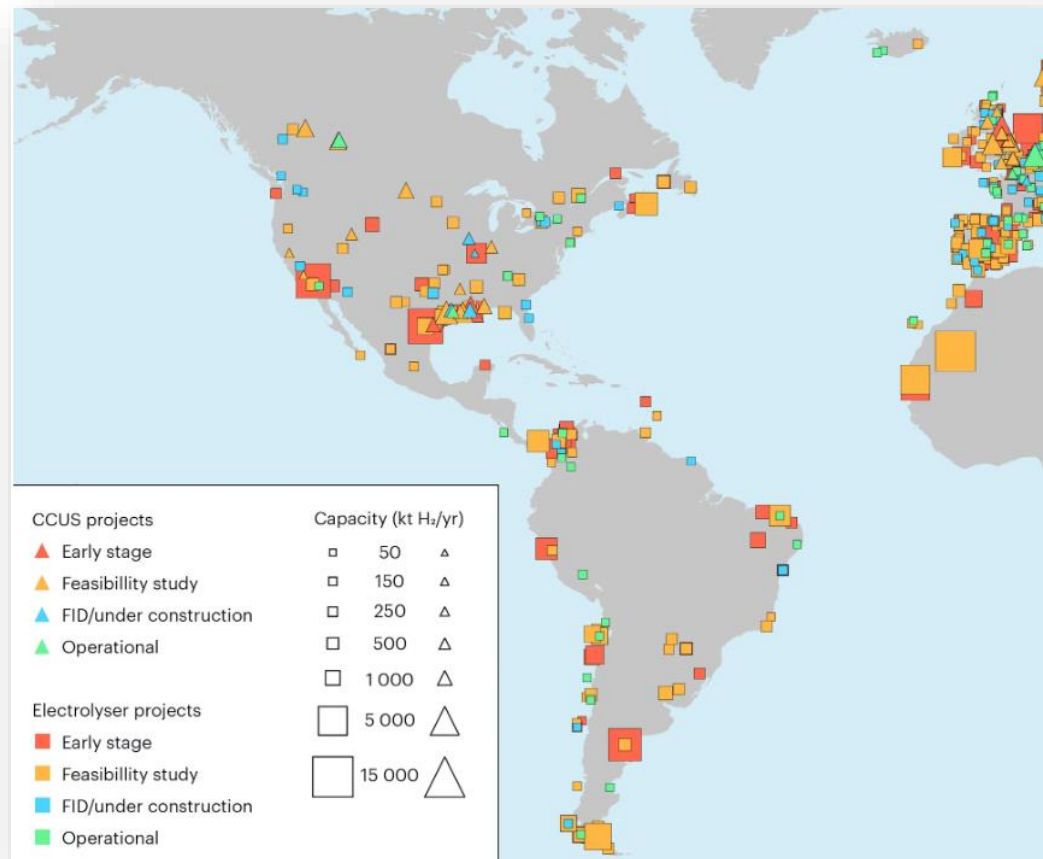 CCUS projects
Early stage
Feasibillity study
FID/under construction
Operational
Electrolyser projects
Early stage
Feasibillity study
FID/under construction
Operational
Capacity (kt H₂/yr)
50
150
250
500
1 000
5 000
15 000